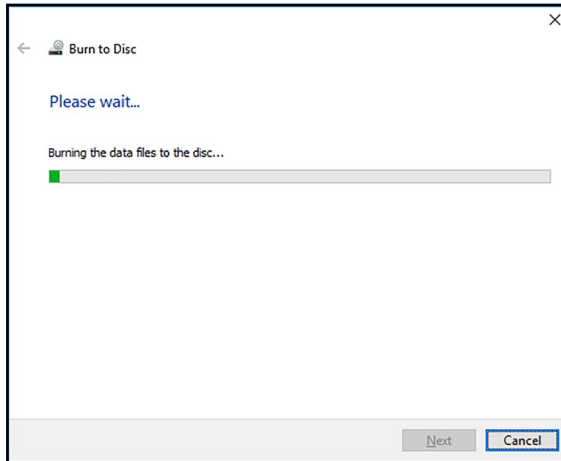 Burn to Disc
Please wait...
Burning the data files to the disc...
Next
Cancel